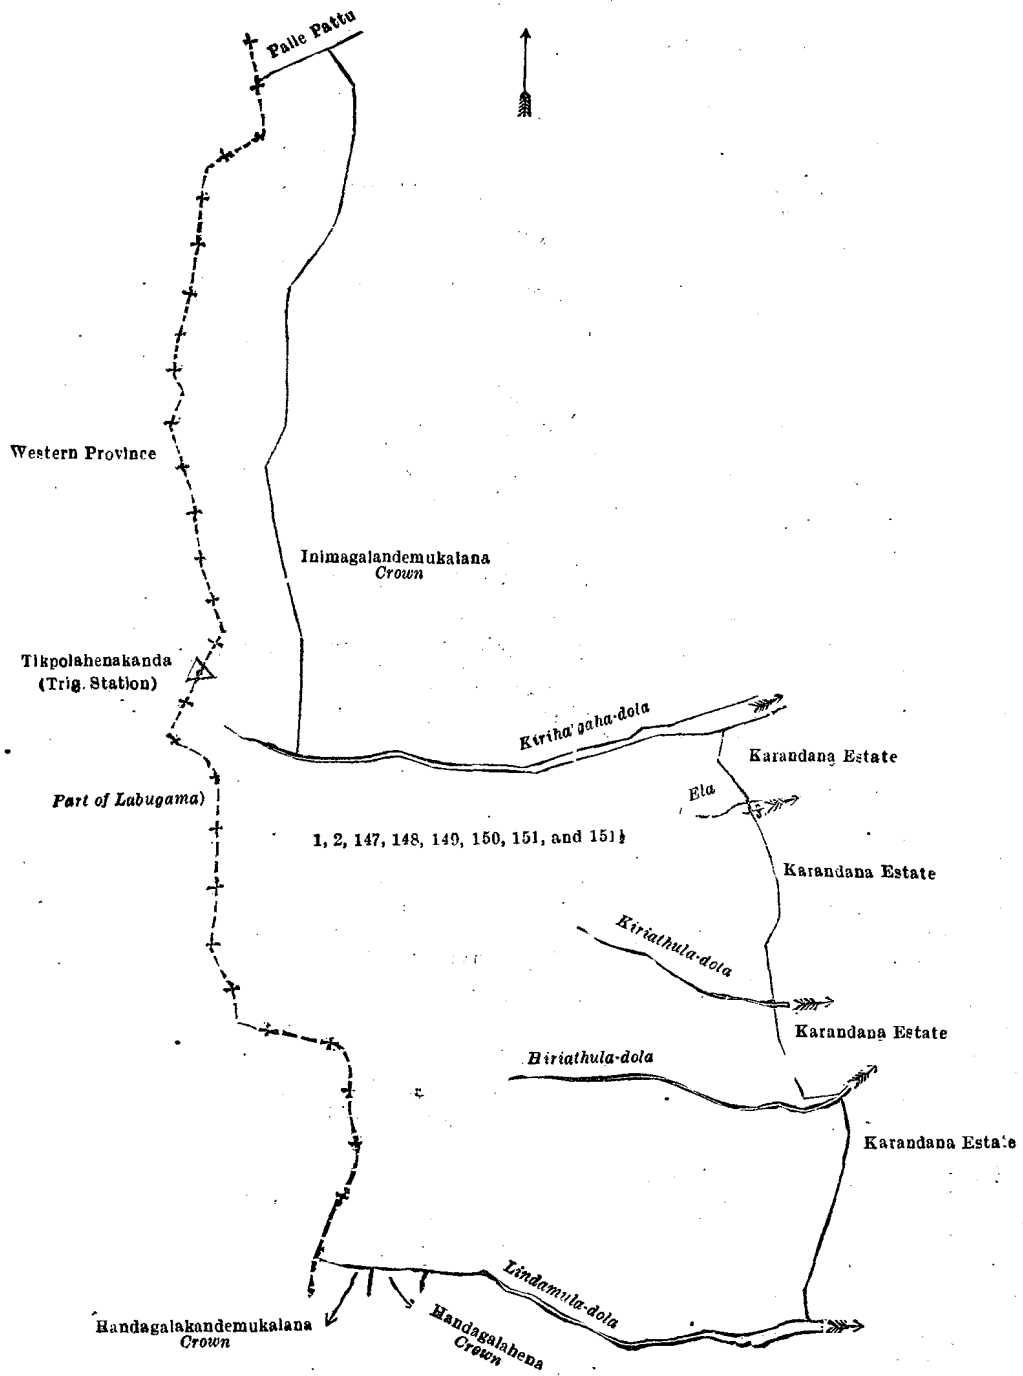 Palle Pattu
Western Province
Inimagalandemukalana
Crown
Tikpolahenakanda
(Trig. Station)
Kiriha'gaha-dola
Karandana Estate
Part of Labugama)
Ela
1, 2, 147, 148, 149, 150, 151, and 151½
Karandana Estate
Kiriathula-dola
Karandana Estate
Hiriathula-dola
Karandana Estate
Lindamula-dola
Handagalakandemukalana
Crown
Handagalahena
Crown